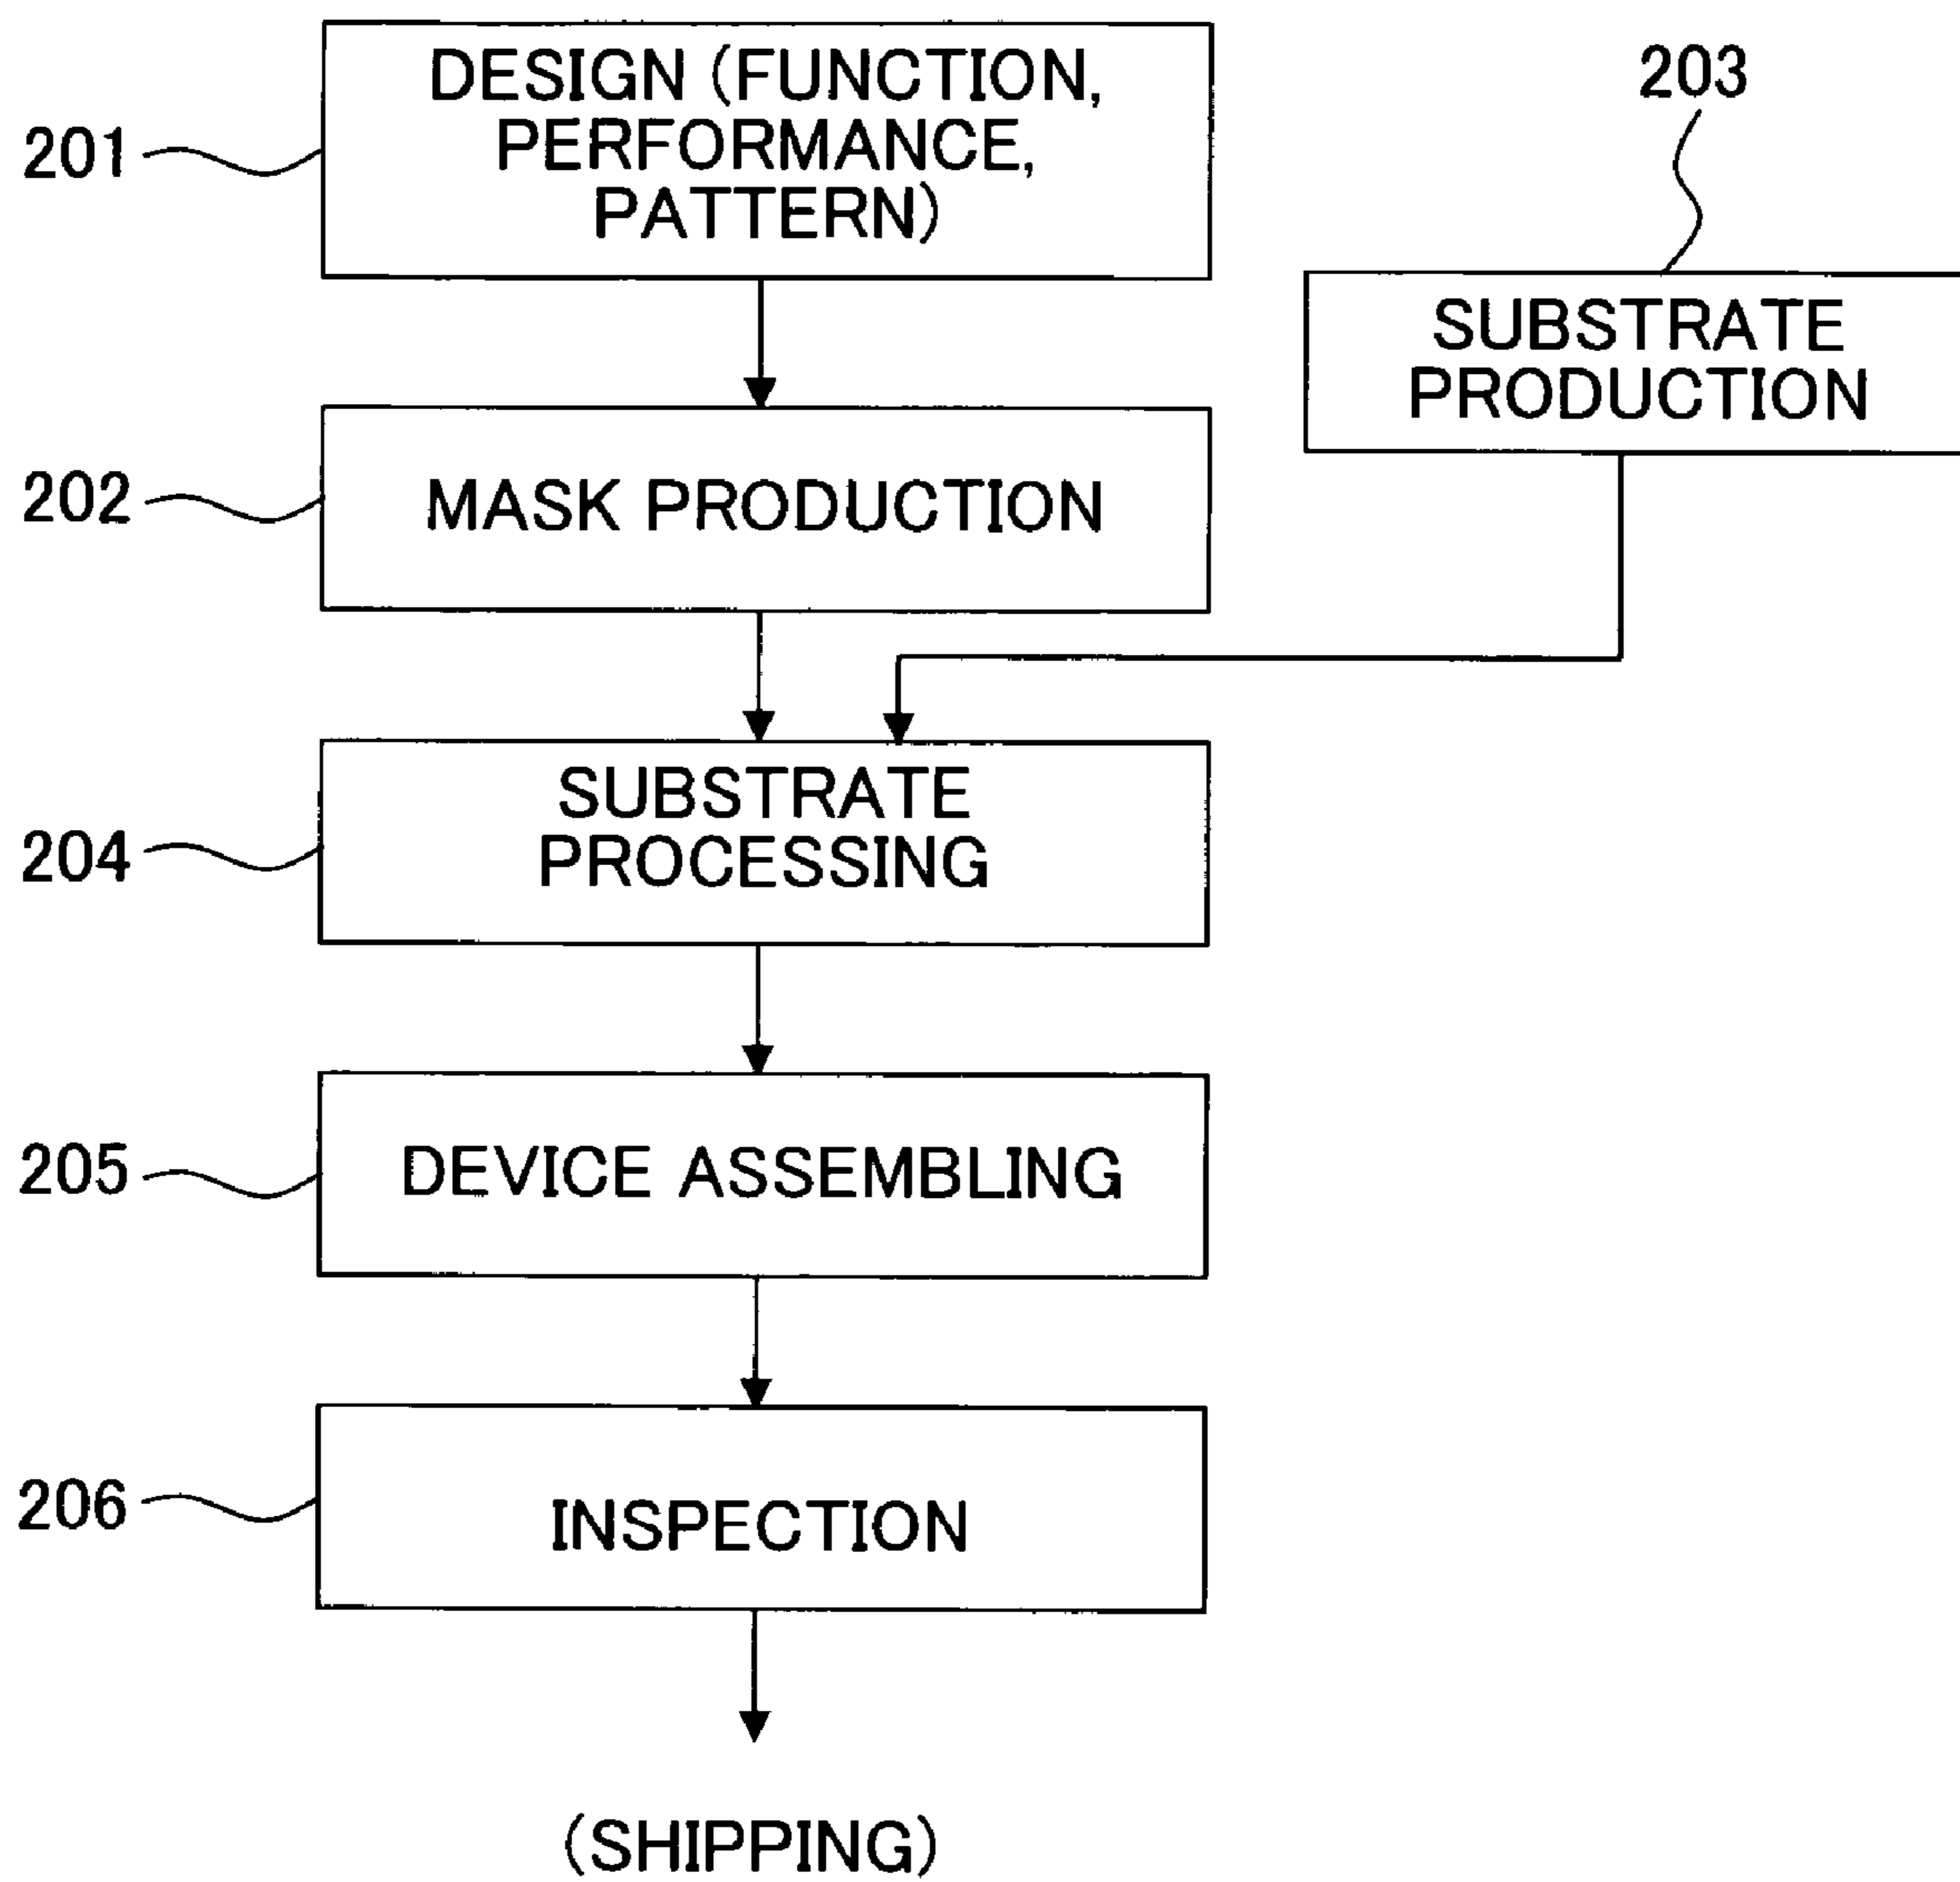 201
DESIGN (FUNCTION,
PERFORMANCE,
PATTERN)
203
SUBSTRATE
PRODUCTION
202
MASK PRODUCTION
204
SUBSTRATE
PROCESSING
205
DEVICE ASSEMBLING
206
INSPECTION
(SHIPPING)